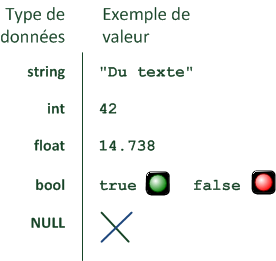 Type de données Exemple de valeur
string "Du texte"
int 42
float 14.738
bool true false
NULL